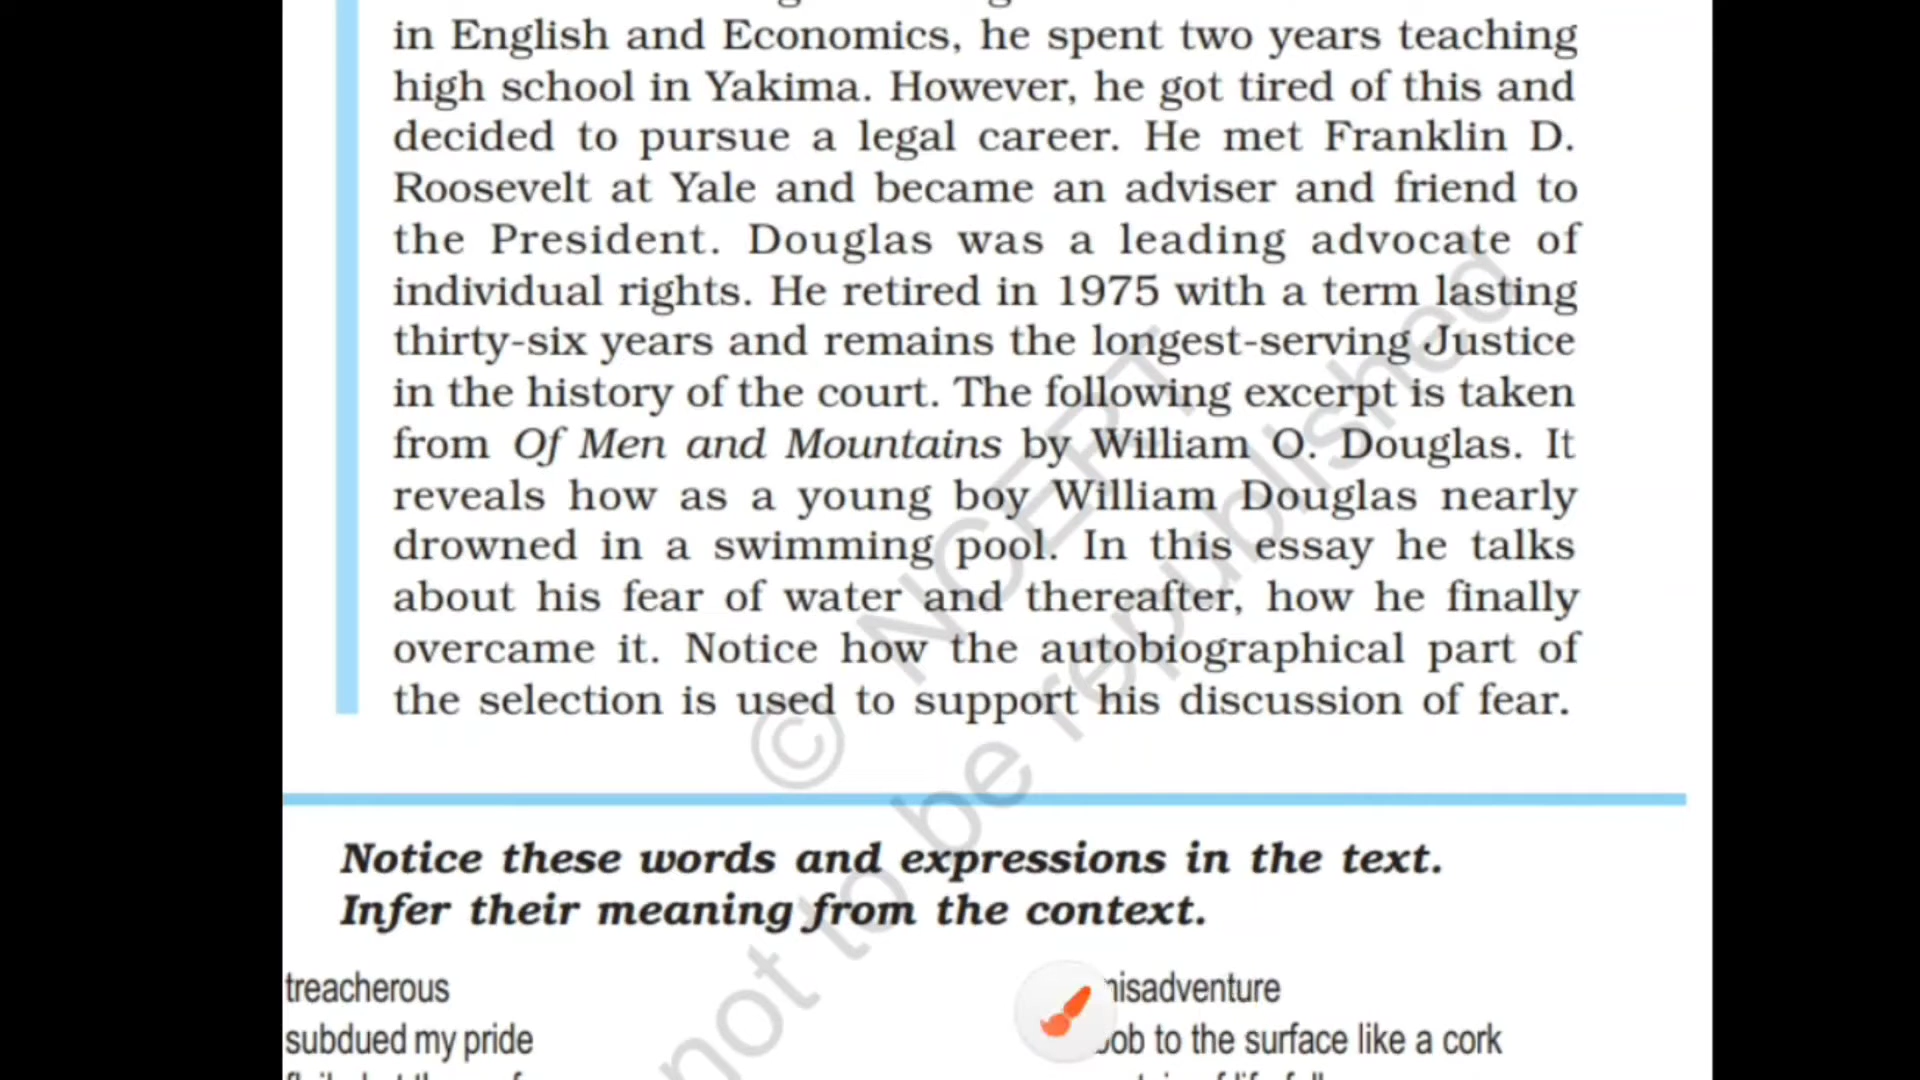 in English and Economics, he spent two years teaching
high school in Yakima. However, he got tired of this and
decided to pursue a legal career. He met Franklin D.
Roosevelt at Yale and became an adviser and friend to
the President. Douglas was a leading advocate of
individual rights. He retired in 1975 with a term lasting
thirty-six years and remains the longest-serving Justice
in the history of the court. The following excerpt is taken
from Of Men and Mountains by William O. Douglas. It
reveals how as a young boy William Douglas nearly
drowned in a swimming pool. In this essay he talks
about his fear of water and thereafter, how he finally
overcame it. Notice how the autobiographical part of
the selection is used to support his discussion of fear.
© NCERT
not to be republished
Notice these words and expressions in the text.
Infer their meaning from the context.
treacherous
subdued my pride
to the surface like a cork